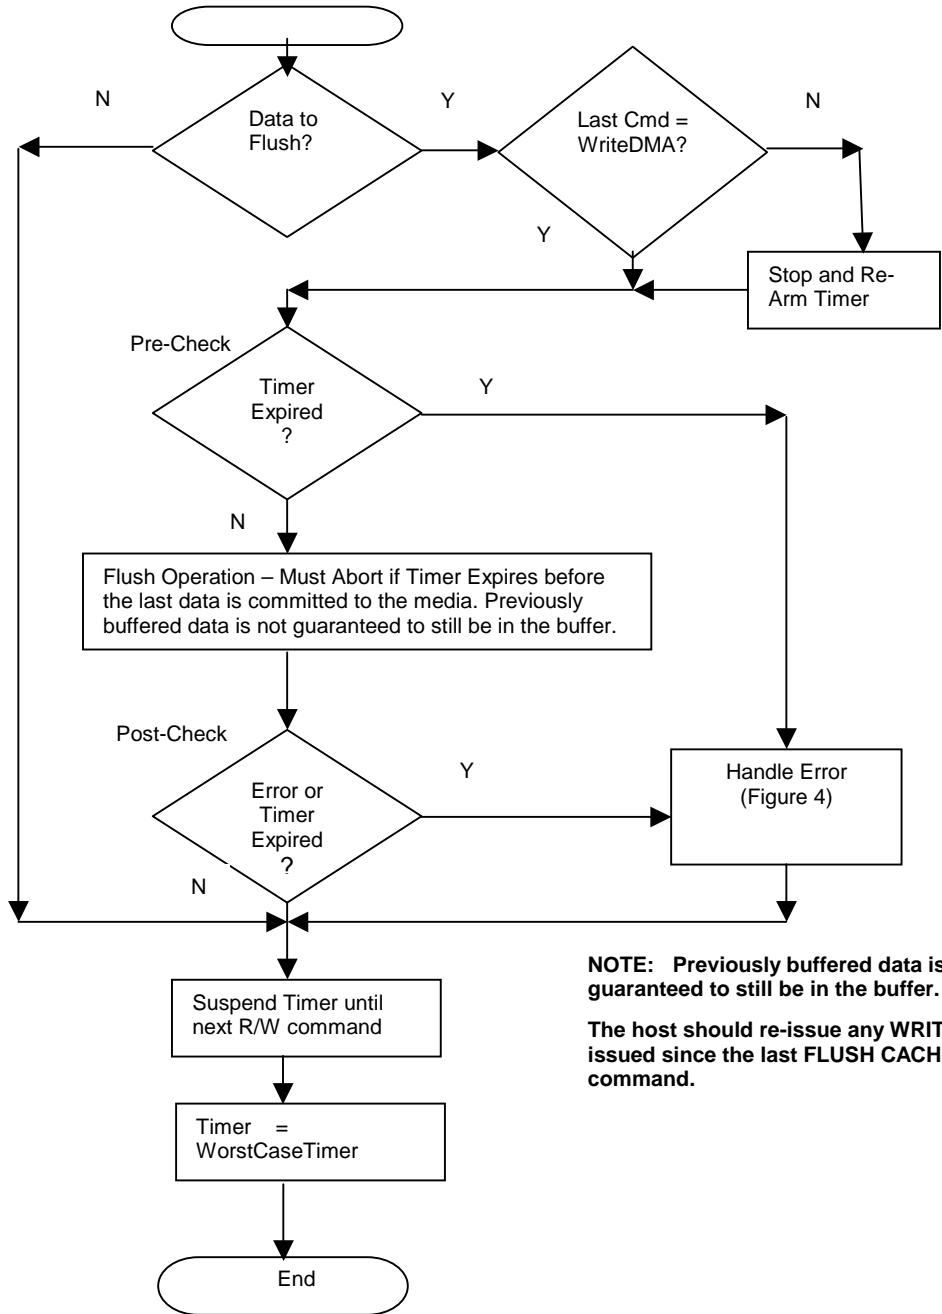 N
Data to
Flush?
Y
Last Cmd =
WriteDMA?
N
Y
Stop and Re-
Arm Timer
Pre-Check
Timer
Expired
?
Y
N
Flush Operation – Must Abort if Timer Expires before
the last data is committed to the media. Previously
buffered data is not guaranteed to still be in the buffer.
Post-Check
Error or
Timer
Expired
?
Y
Handle Error
(Figure 4)
N
NOTE: Previously buffered data is
guaranteed to still be in the buffer.
The host should re-issue any
issued since the last FLUSH
command.
Suspend Timer until
next R/W command
Timer =
WorstCaseTimer
End